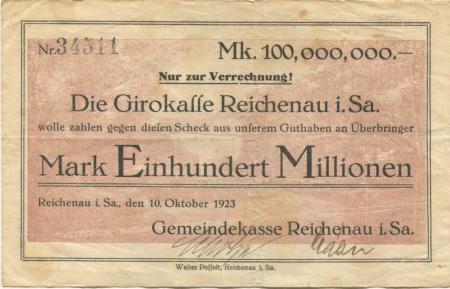 Nr. 34511 Mk. 100,000,000.—
Nur zur Verrechnung!
Die Girokasse Reichenau i. Sa.
wolle zahlen gegen diesen Scheck aus unserem Guthaben an Überbringer
Mark Einhundert Millionen
Reichenau i. Sa., den 10. Oktober 1923
Gemeindekasse Reichenau i. Sa.
Walter Posselt, Reichenau i. Sa.